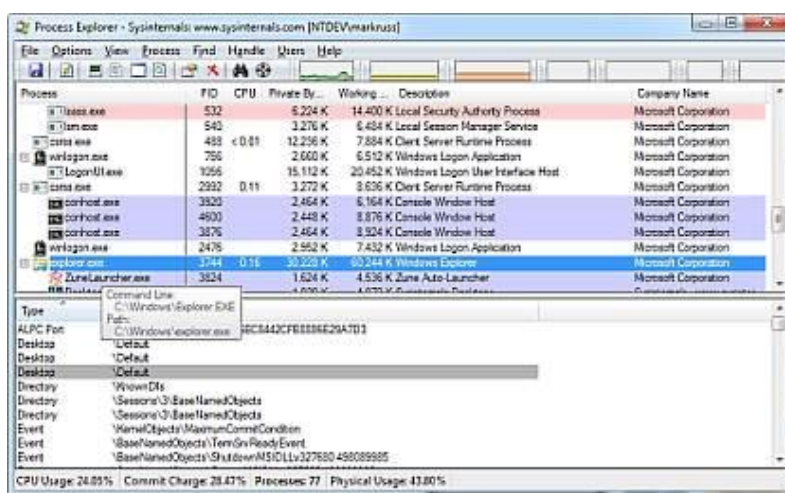 Process Explorer - Sysinternals: www.sysinternals.com [NTDEV\markruss]
File Options View Process Find Handle Users Help
Process PID CPU Private By... Working ... Description Company Name
lsass.exe 532 6,224 K 14,400 K Local Security Authority Process Microsoft Corporation
lsm.exe 540 3,276 K 6,484 K Local Session Manager Service Microsoft Corporation
csrss.exe 488 < 0.01 12,236 K 7,884 K Client Server Runtime Process Microsoft Corporation
winlogon.exe 756 2,660 K 6,512 K Windows Logon Application Microsoft Corporation
LogonUI.exe 1056 15,112 K 20,452 K Windows Logon User Interface Host Microsoft Corporation
csrss.exe 2992 0.11 3,272 K 8,636 K Client Server Runtime Process Microsoft Corporation
conhost.exe 3920 2,464 K 6,164 K Console Window Host Microsoft Corporation
conhost.exe 4600 2,448 K 8,876 K Console Window Host Microsoft Corporation
conhost.exe 3876 2,464 K 8,924 K Console Window Host Microsoft Corporation
winlogon.exe 2476 2,952 K 7,432 K Windows Logon Application Microsoft Corporation
explorer.exe 3744 0.16 30,228 K 60,244 K Windows Explorer Microsoft Corporation
ZuneLauncher.exe 3824 1,624 K 4,536 K Zune Auto-Launcher Microsoft Corporation
Command Line:
C:\Windows\Explorer.EXE
Path:
C:\Windows\explorer.exe
Type
ALPC Port
Desktop \Default
Desktop \Default
Desktop \Default
Directory \KnownDlls
Directory \Sessions\3\BaseNamedObjects
Directory \Sessions\3\BaseNamedObjects
Event \KernelObjects\MaximumCommitCondition
Event \BaseNamedObjects\TermSrvReadyEvent
Event
CPU Usage: 24.05% Commit Charge: 28.47% Processes: 77 Physical Usage: 43.80%